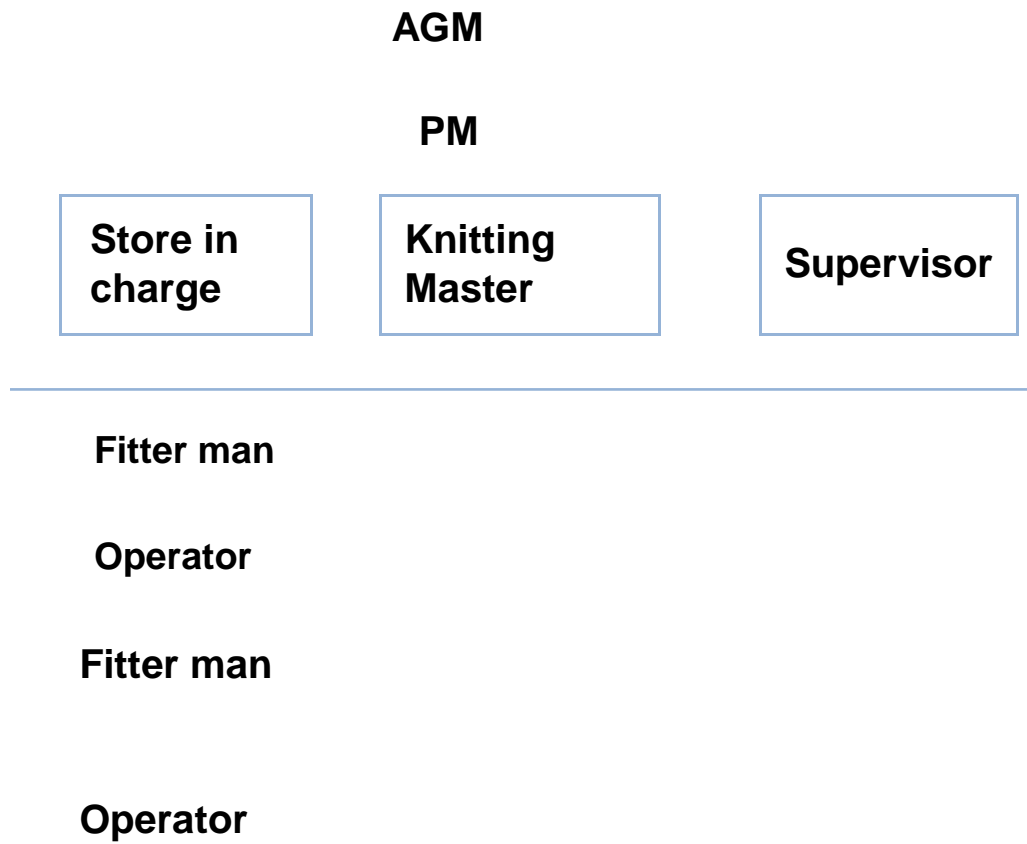 AGM
PM
Store in
charge
Knitting
Master
Supervisor
Fitter man
Operator
Fitter man
Operator